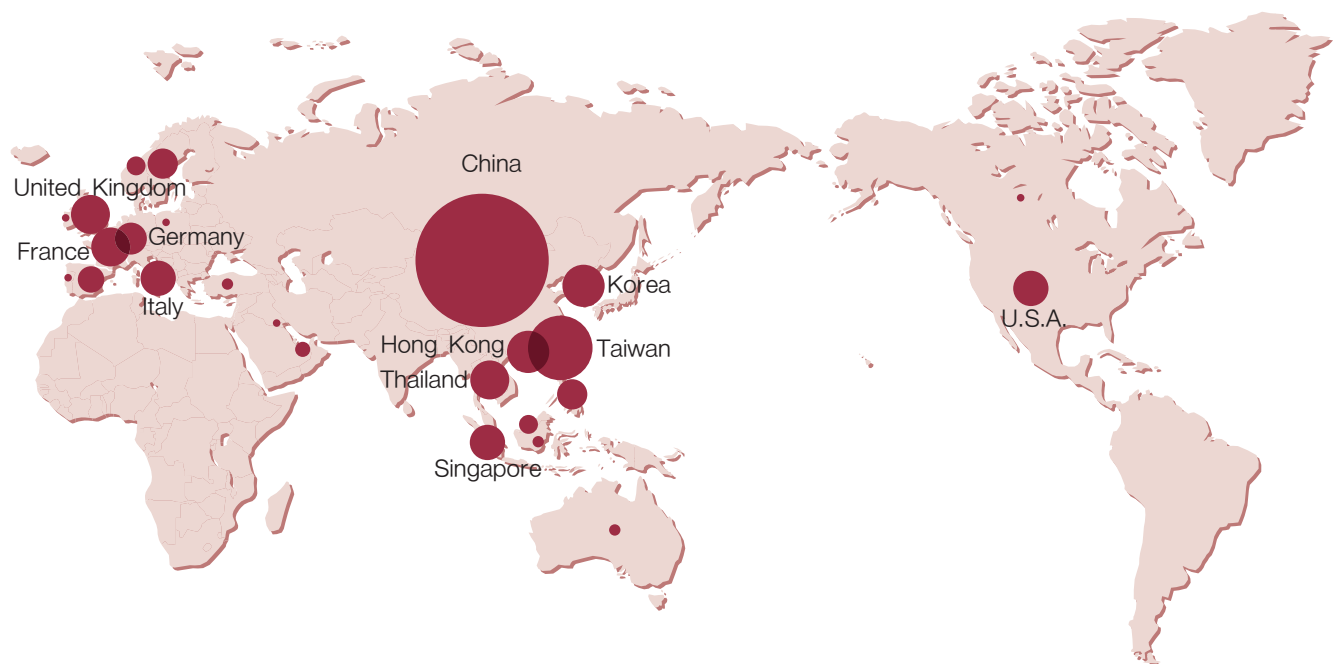 China
United Kingdom
Germany
France
Italy
Korea
Hong Kong
Taiwan
Thailand
Singapore
U.S.A.